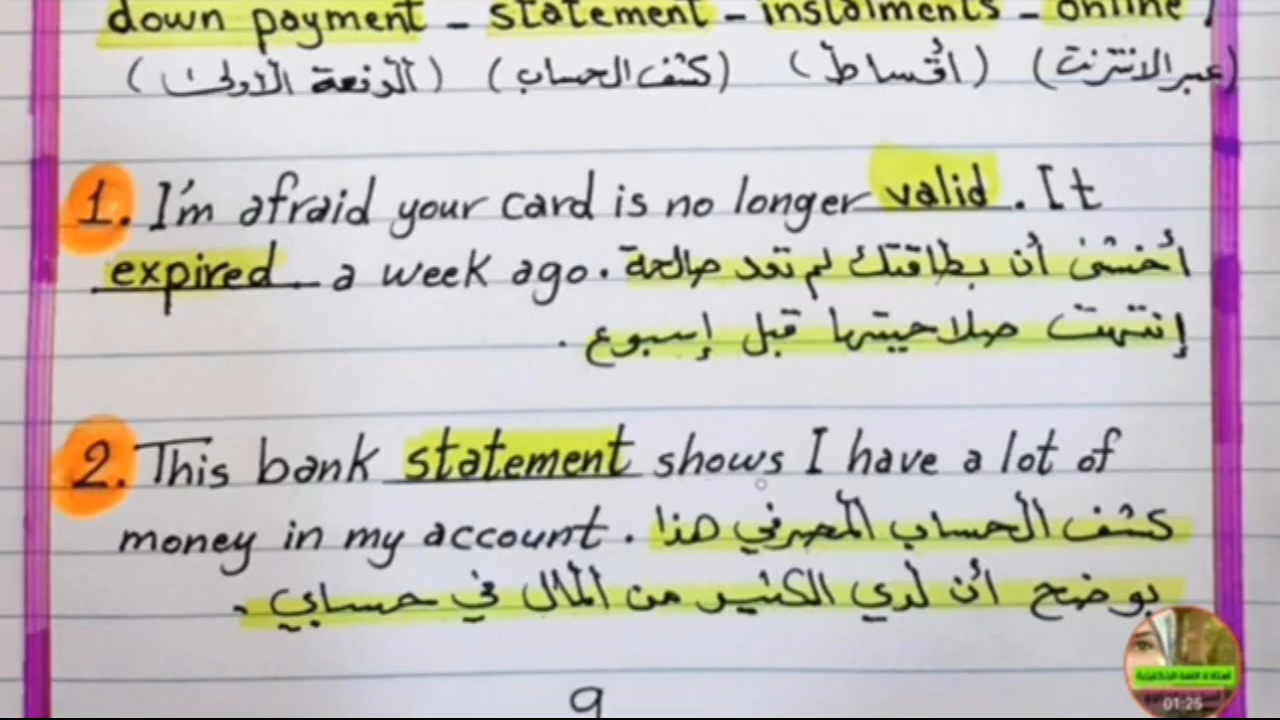 down payment - statement - instalments - online /
(الدفعة الأولى) (كشف الحساب) (أقساط) (عبر الانترنت)
1. I'm afraid your card is no longer valid. It
expired a week ago. أخشى أن بطاقتك لم تعد صالحة
إنتهت صلاحيتها قبل إسبوع.
2. This bank statement shows I have a lot of
money in my account. كشف الحساب المصرفي هذا
يوضح أن لدي الكثير من المال في حسابي.
9
01:25